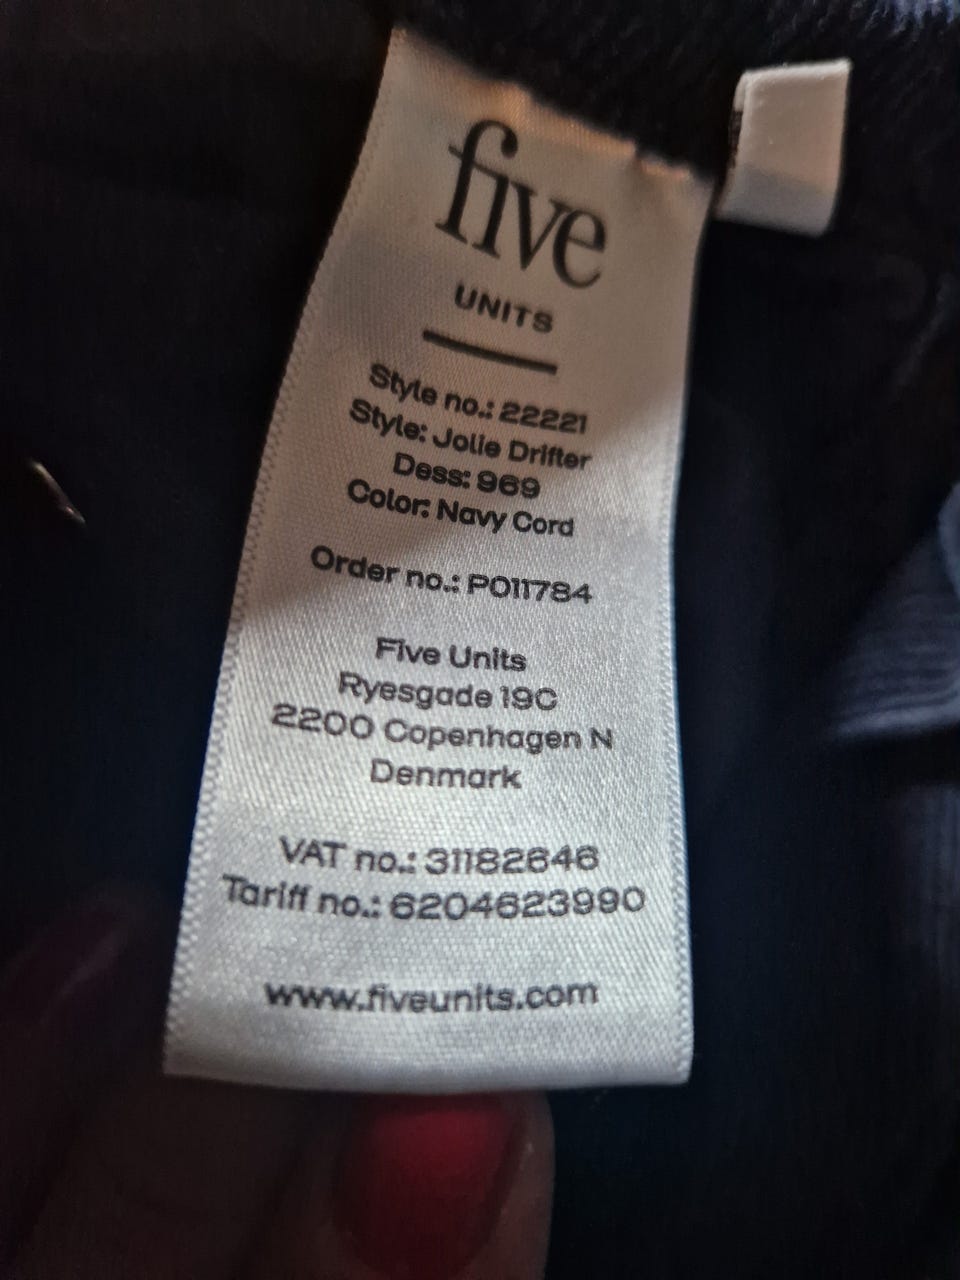 five
UNITS
Style no.: 22221
Style: Jolie Drifter
Dess: 969
Color: Navy Cord
Order no.: PO11784
Five Units
Ryesgade 19C
2200 Copenhagen N
Denmark
VAT no.: 31182646
Tariff no.: 6204623990
www.fiveunits.com